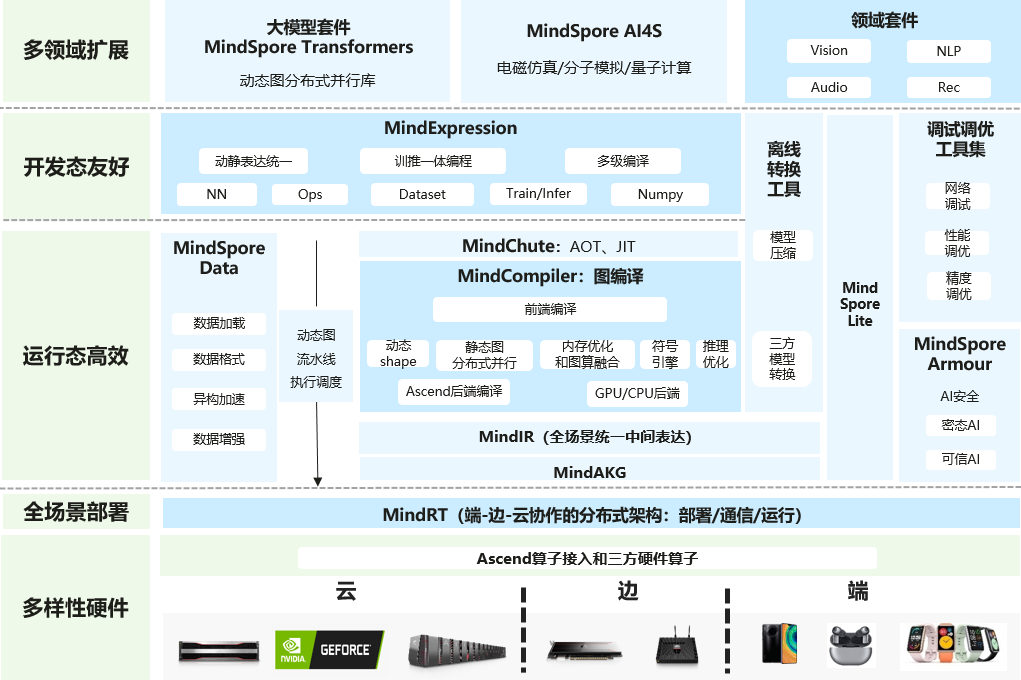 多领域扩展
大模型套件
MindSpore Transformers
动态图分布式并行库
MindSpore AI4S
电磁仿真/分子模拟/量子计算
领域套件
Vision
NLP
Audio
Rec
开发态友好
MindExpression
动静表达统一
训推一体编程
多级编译
NN
Ops
Dataset
Train/Infer
Numpy
离线
转换
工具
模型
压缩
三方
模型
转换
Mind
Spore
Lite
调试调优
工具集
网络
调试
性能
调优
精度
调优
运行态高效
MindSpore
Data
数据加载
数据格式
异构加速
数据增强
动态图
流水线
执行调度
MindChute：AOT、JIT
MindCompiler：图编译
前端编译
动态
shape
静态图
分布式并行
内存优化
和图算融合
符号
引擎
推理
优化
Ascend后端编译
GPU/CPU后端
MindIR（全场景统一中间表达）
MindAKG
MindSpore
Armour
AI安全
密态AI
可信AI
全场景部署
MindRT（端-边-云协作的分布式架构：部署/通信/运行）
多样性硬件
Ascend算子接入和三方硬件算子
云
边
端
NVIDIA
GEFORCE